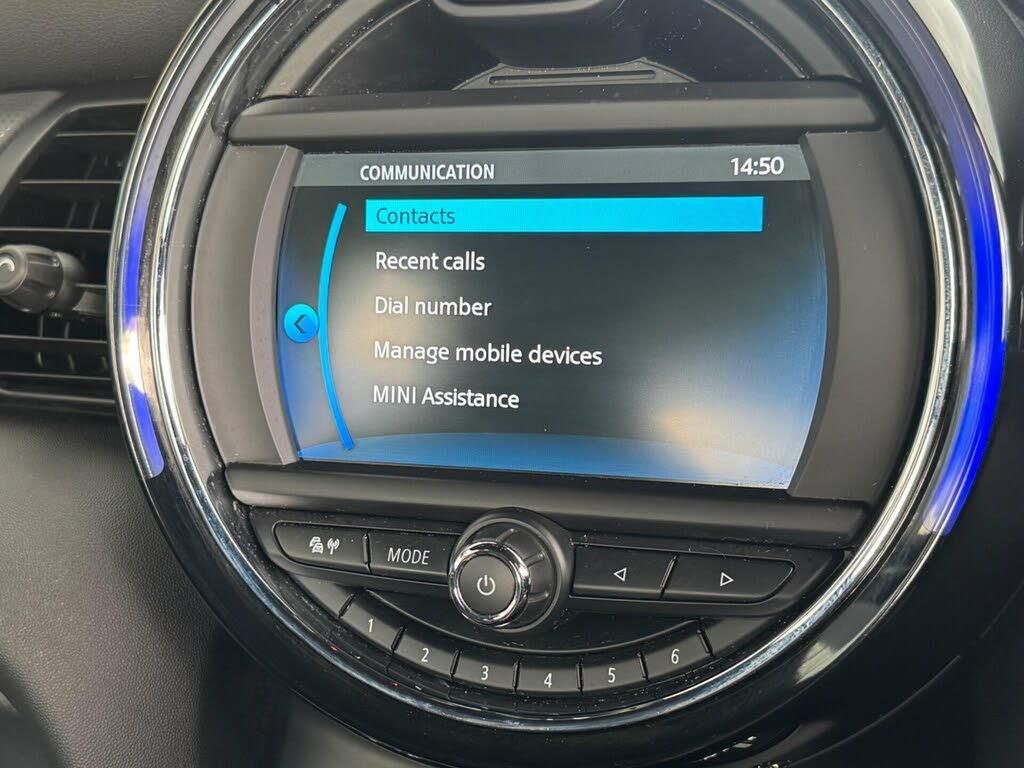 COMMUNICATION 14:50
Contacts
Recent calls
Dial number
Manage mobile devices
MINI Assistance
MODE
1 2 3 4 5 6